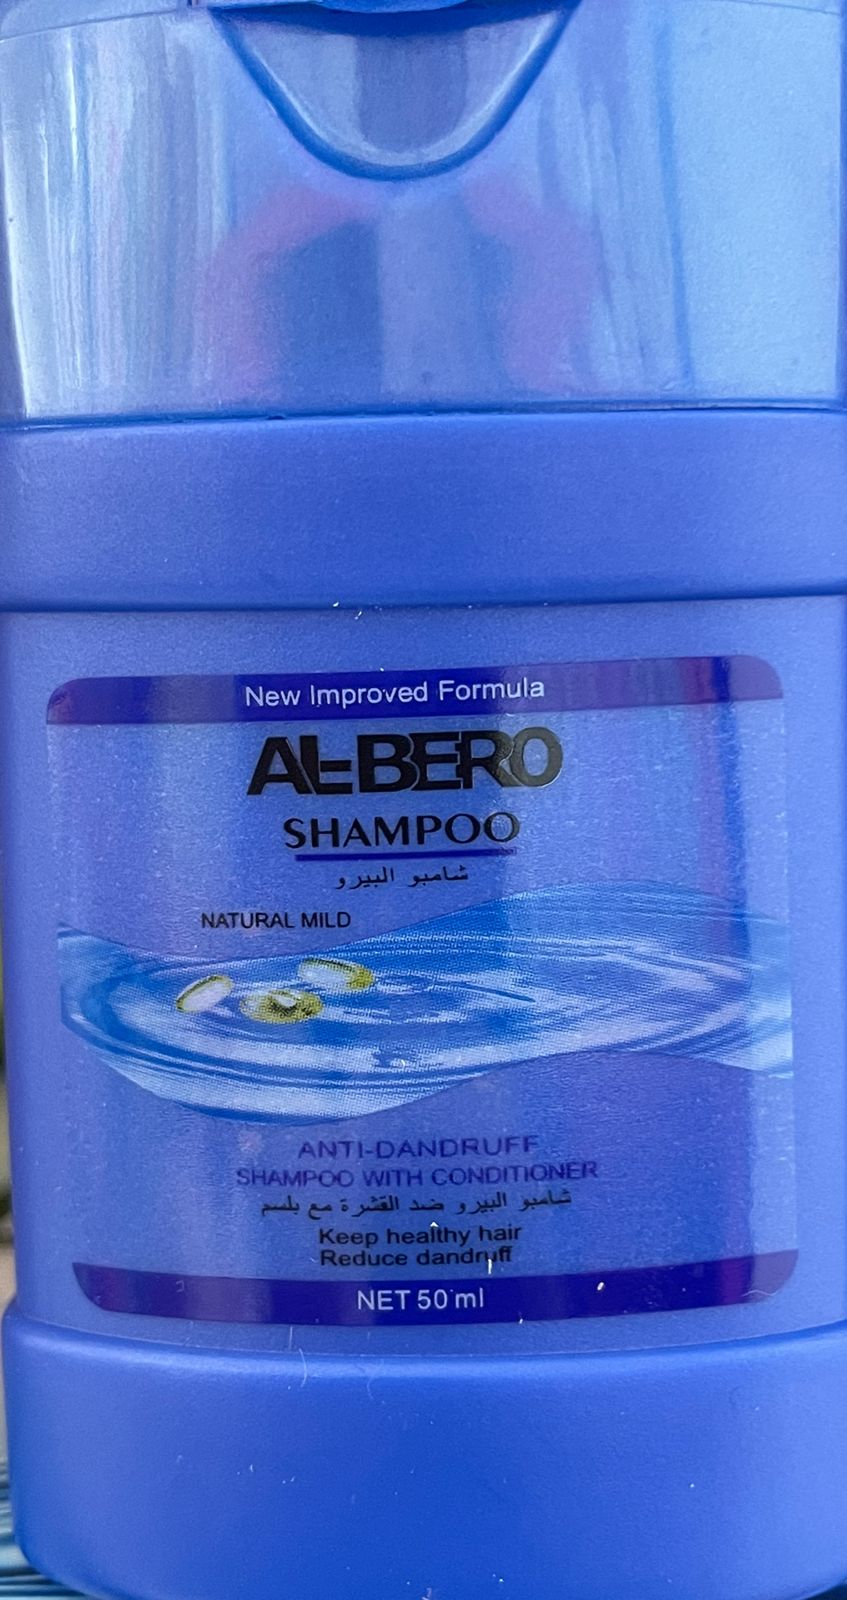 New Improved Formula
AL-BERO
SHAMPOO
شامبو البيرو
NATURAL MILD
ANTI-DANDRUFF
SHAMPOO WITH CONDITIONER
شامبو البيرو ضد القشرة مع بلسم
Keep healthy hair
Reduce dandruff
NET 50 ml